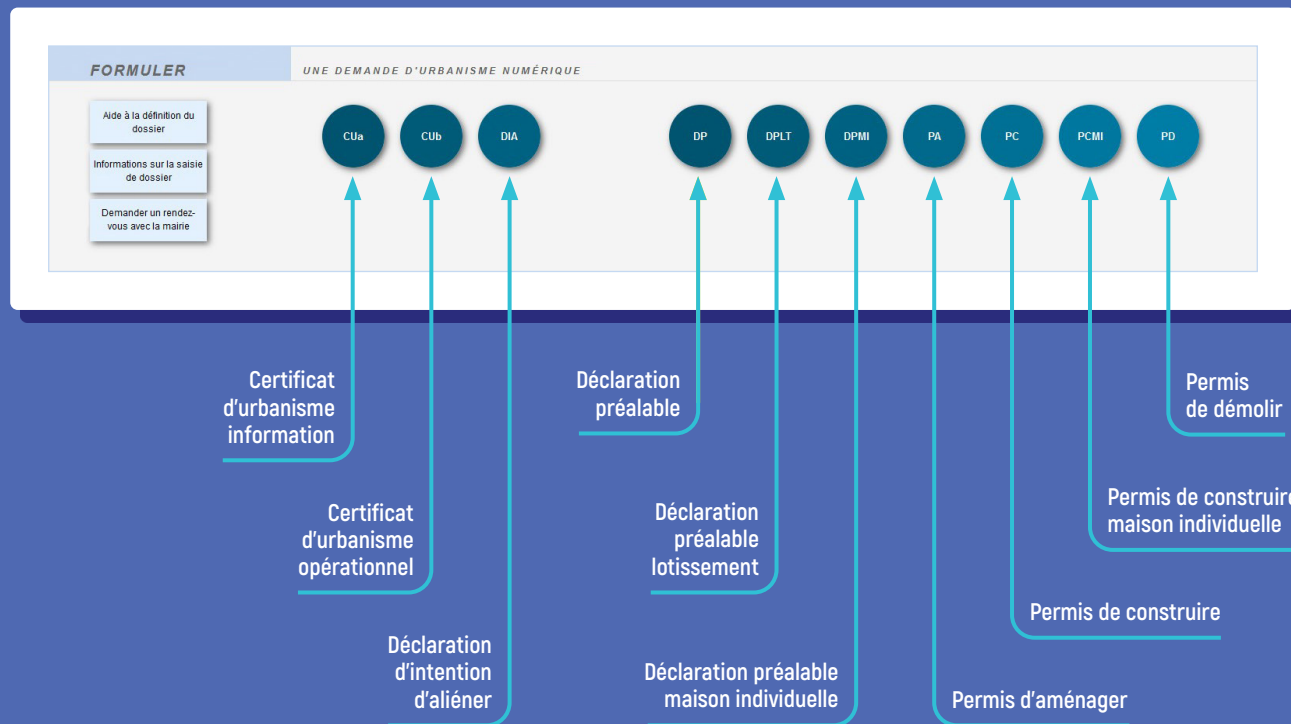 FORMULER
UNE DEMANDE D'URBANISME NUMÉRIQUE
Aide à la définition du
dossier
Informations sur la saisie
de dossier
Demander un rendez-
vous avec la mairie
CUa
CUb
DIA
DP
DPLT
DPMI
PA
PC
PCMI
PD
Certificat
d'urbanisme
information
Certificat
d'urbanisme
opérationnel
Déclaration
d'intention
d'aliéner
Déclaration
préalable
Déclaration
préalable
lotissement
Déclaration préalable
maison individuelle
Permis d'aménager
Permis de construire
Permis de construire
maison individuelle
Permis
de démolir